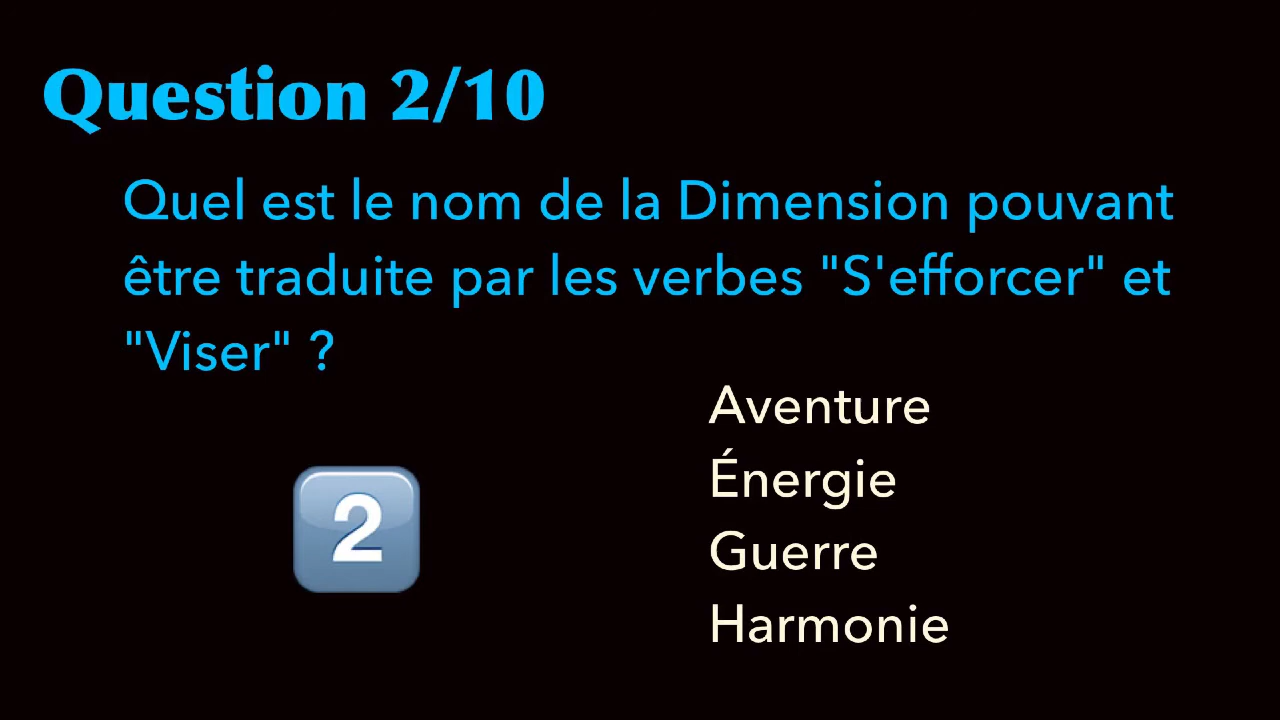 Question 2/10
Quel est le nom de la Dimension pouvant
être traduite par les verbes "S'efforcer" et
"Viser" ?
Aventure
Énergie
2
Guerre
Harmonie